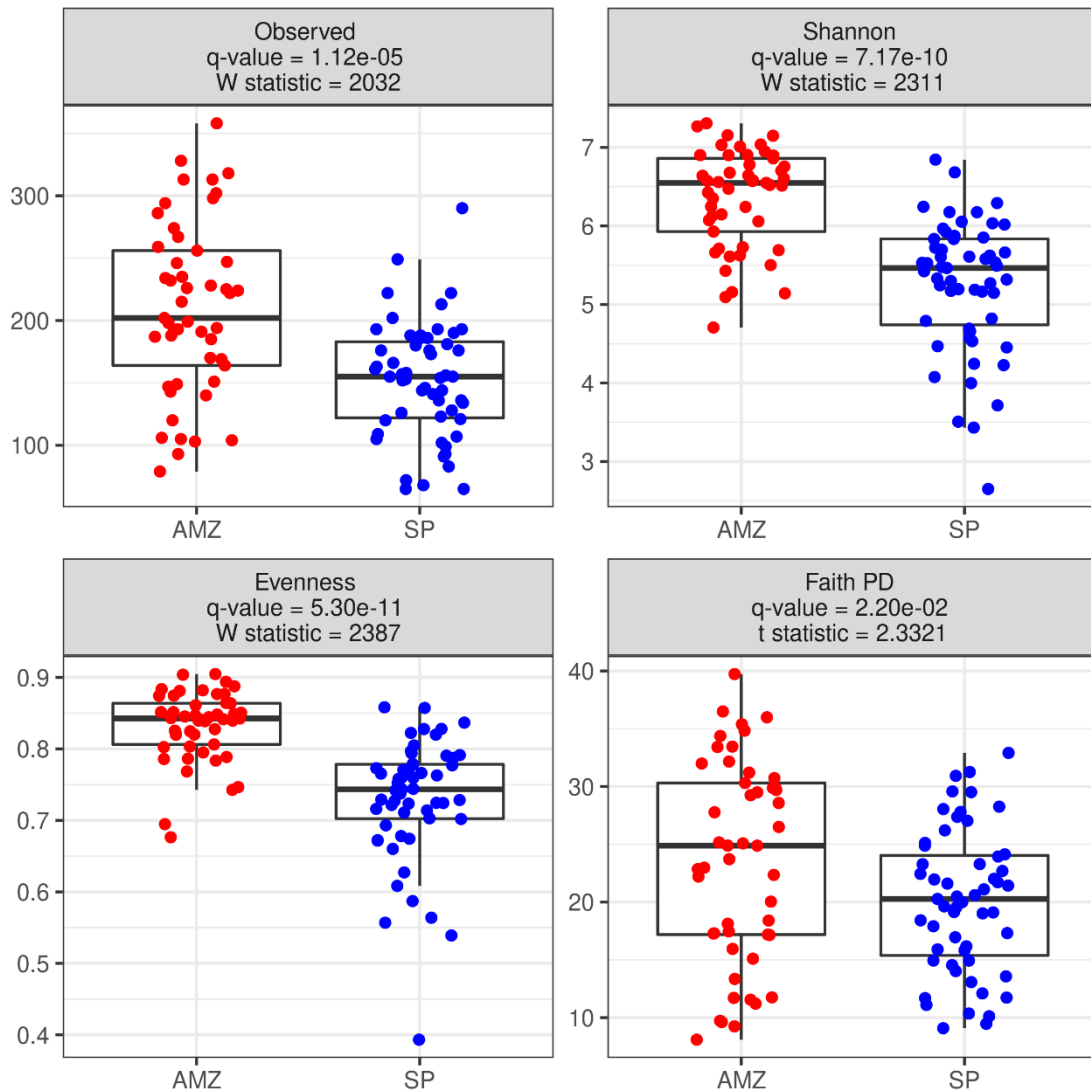 Observed
q-value = 1.12e-05
W statistic = 2032
300
200
100
AMZ
SP
Shannon
q-value = 7.17e-10
W statistic = 2311
7
6
5
4
3
AMZ
SP
Evenness
q-value = 5.30e-11
W statistic = 2387
0.9
0.8
0.7
0.6
0.5
0.4
AMZ
SP
Faith PD
q-value = 2.20e-02
t statistic = 2.3321
40
30
20
10
AMZ
SP